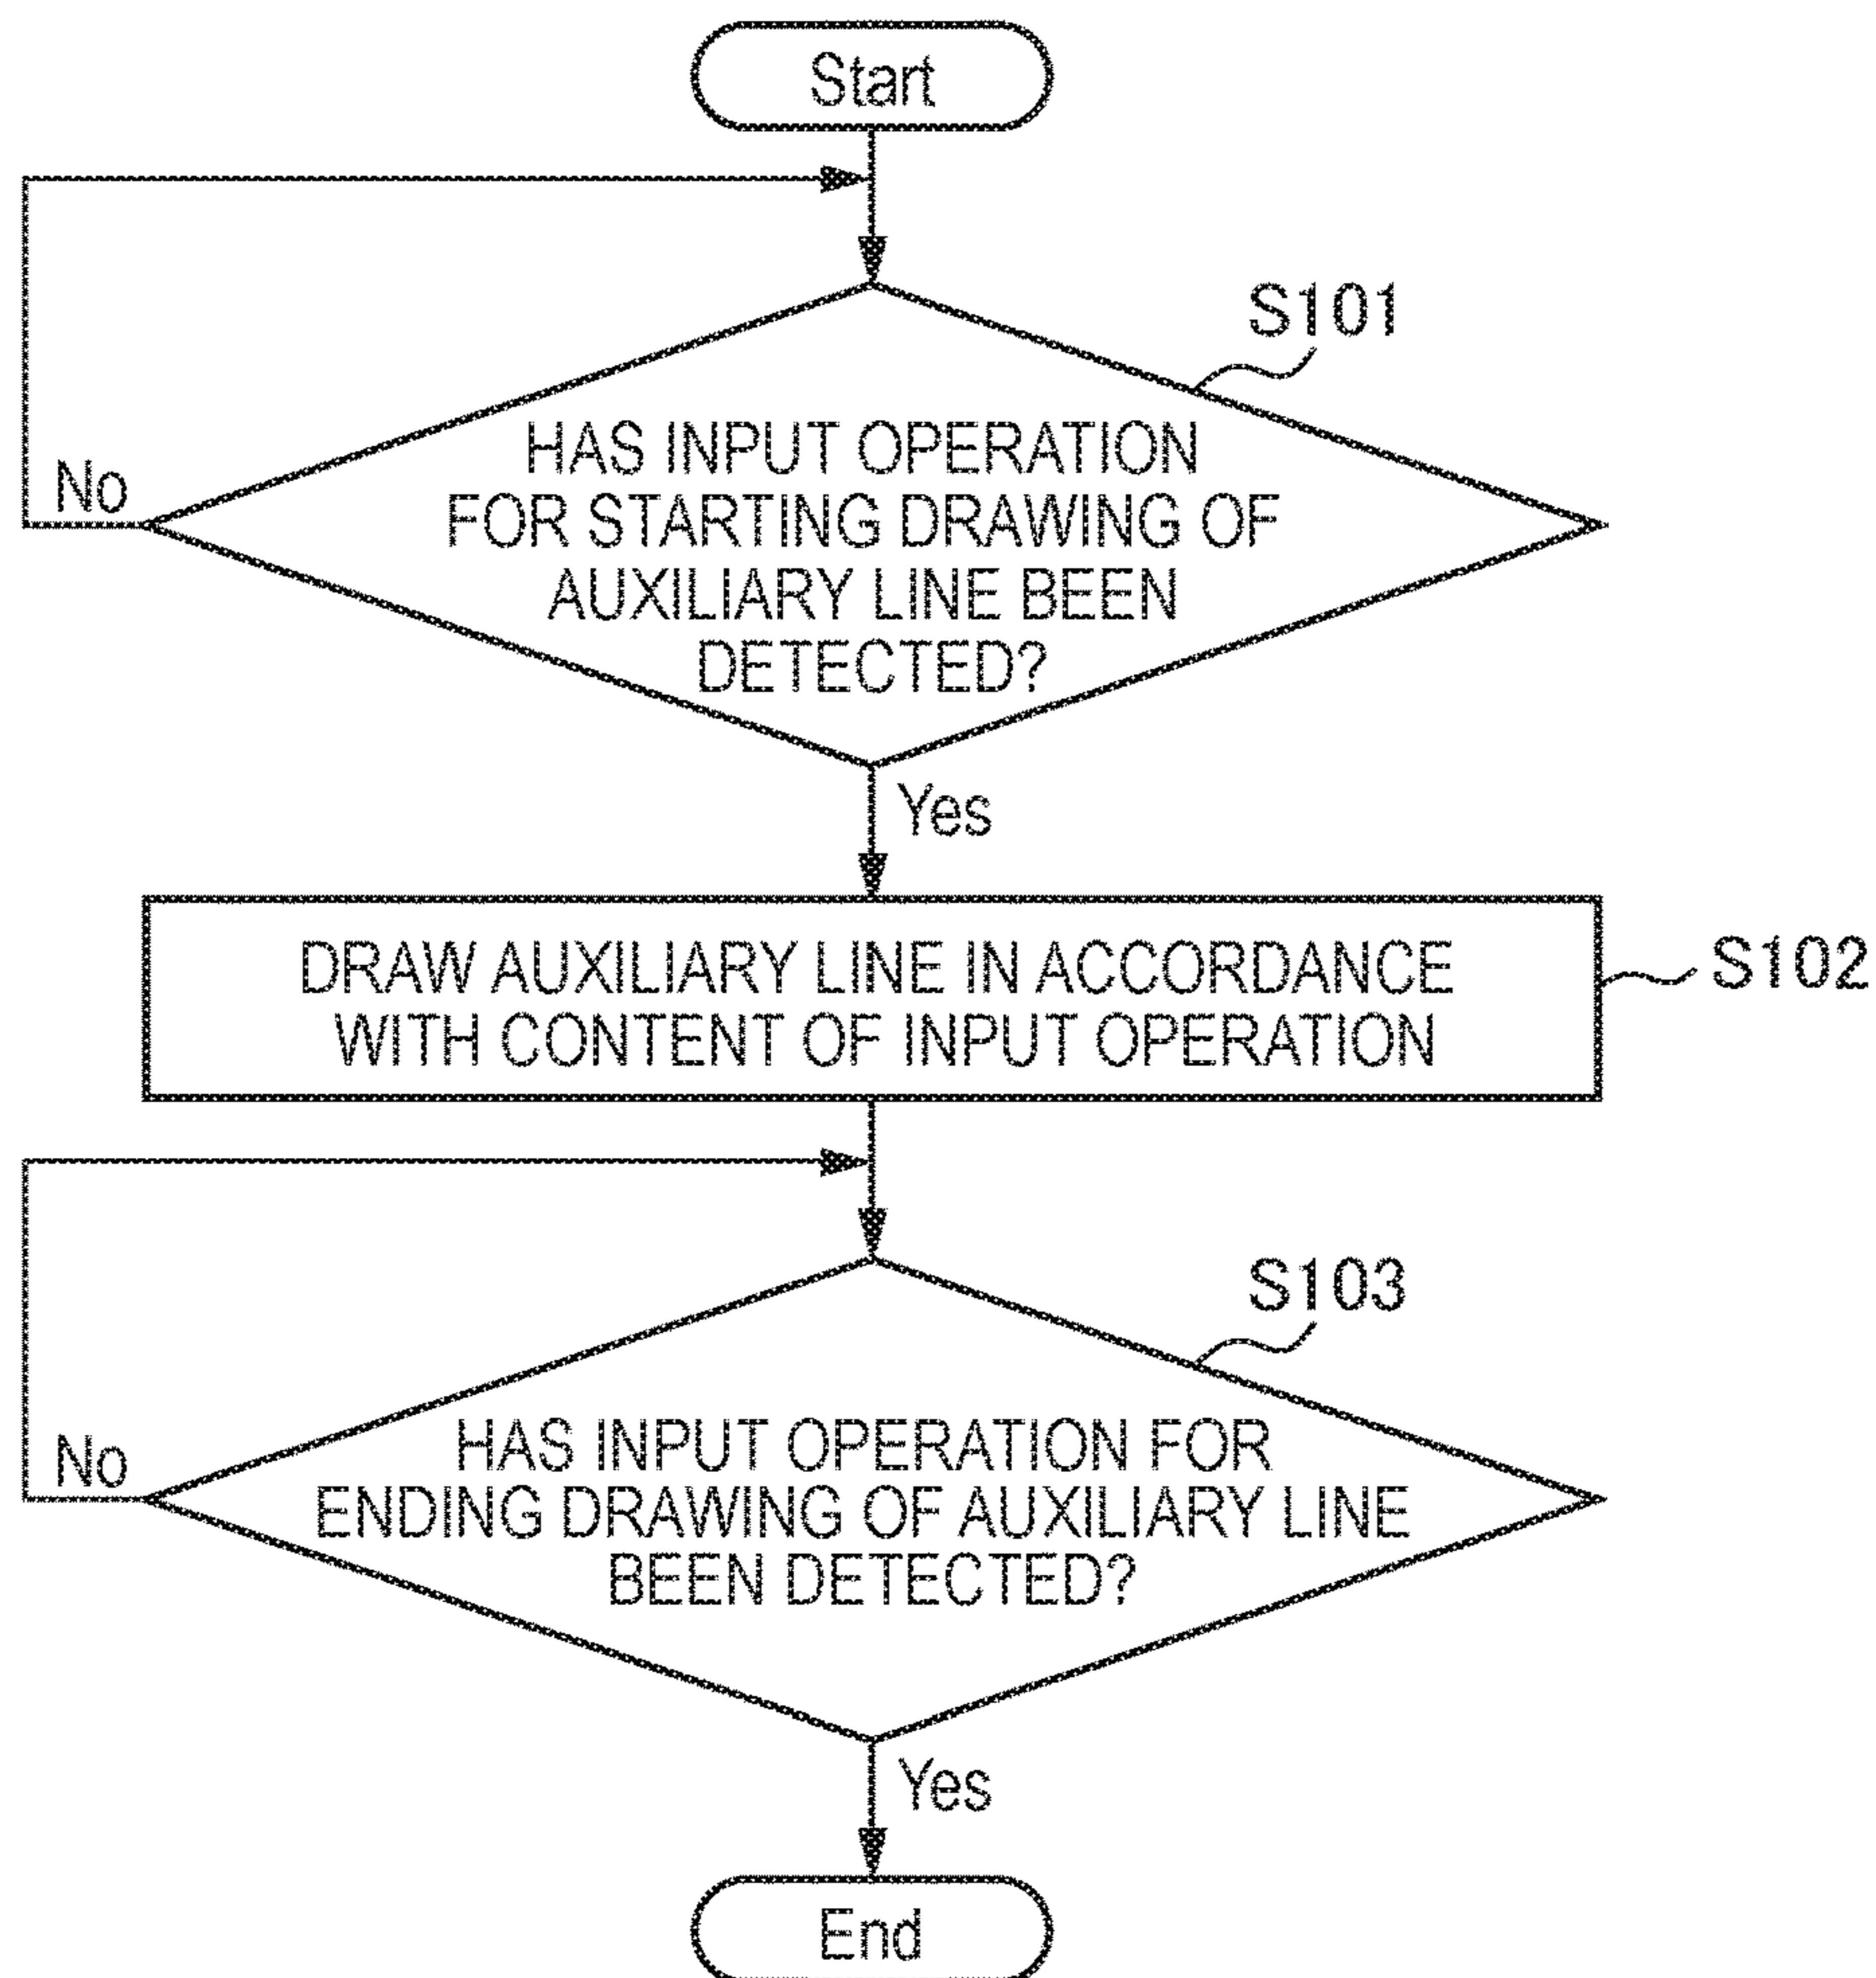 Start
S101
HAS INPUT OPERATION
FOR STARTING DRAWING OF
AUXILIARY LINE BEEN
DETECTED?
No
Yes
DRAW AUXILIARY LINE IN ACCORDANCE
WITH CONTENT OF INPUT OPERATION
S102
S103
HAS INPUT OPERATION FOR
ENDING DRAWING OF AUXILIARY LINE
BEEN DETECTED?
No
Yes
End